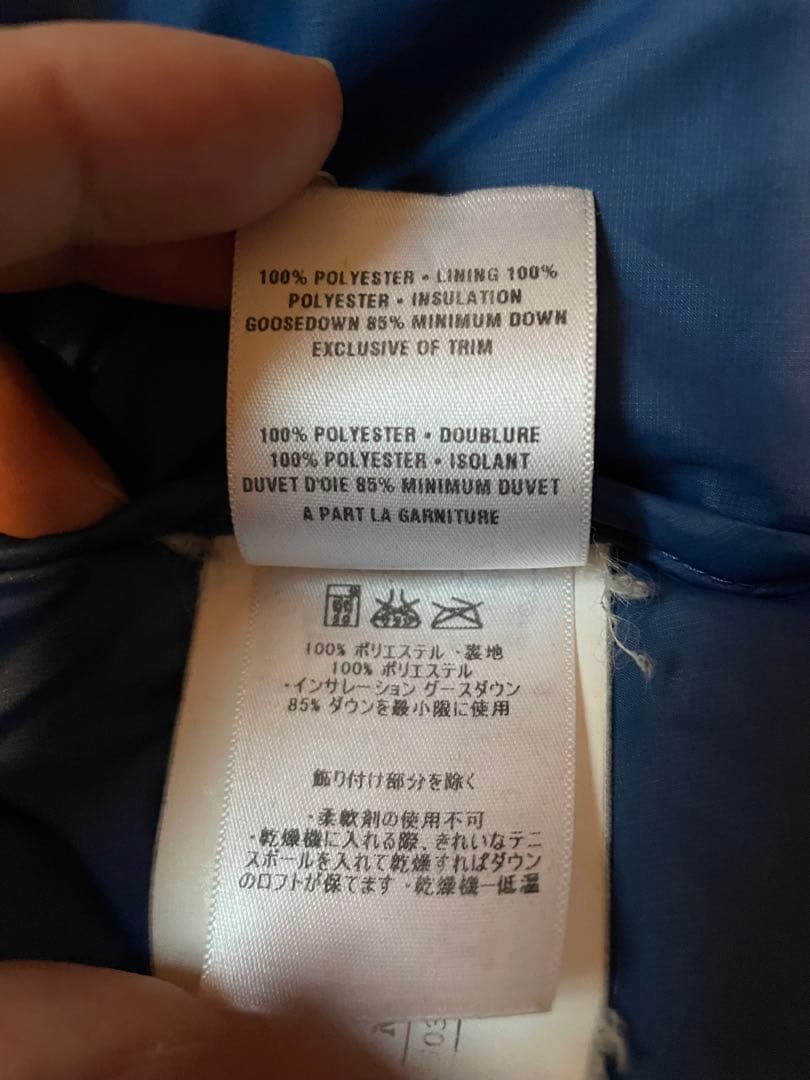 100% POLYESTER • LINING 100%
POLYESTER • INSULATION
GOOSEDOWN 85% MINIMUM DOWN
EXCLUSIVE OF TRIM
100% POLYESTER • DOUBLURE
100% POLYESTER • ISOLANT
DUVET D'OIE 85% MINIMUM DUVET
A PART LA GARNITURE
100% ポリエステル ・裏地
100% ポリエステル
・インサレーション グースダウン
85% ダウンを最小限に使用
飾り付け部分を除く
・柔軟剤の使用不可
・乾燥機に入れる際、きれいなテニ
スボールを入れて乾燥すればダウン
のロフトが保てます ・乾燥機一低温